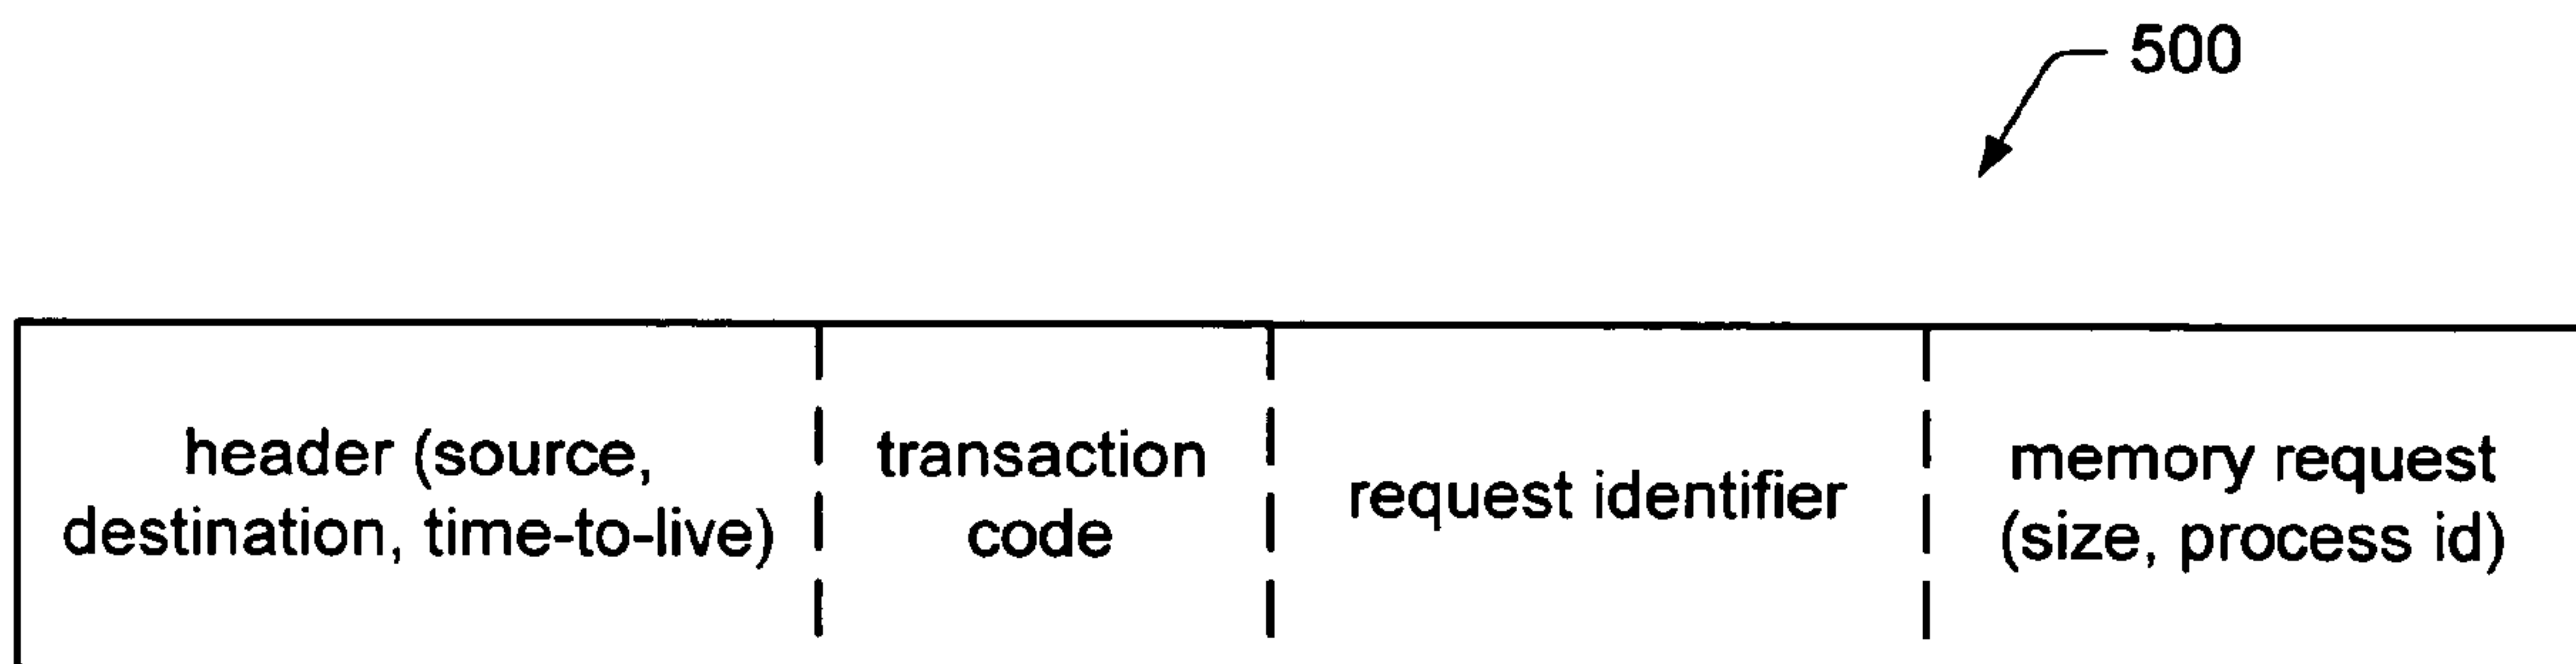 500
header (source,
destination, time-to-live)
transaction
code
request identifier
memory request
(size, process id)